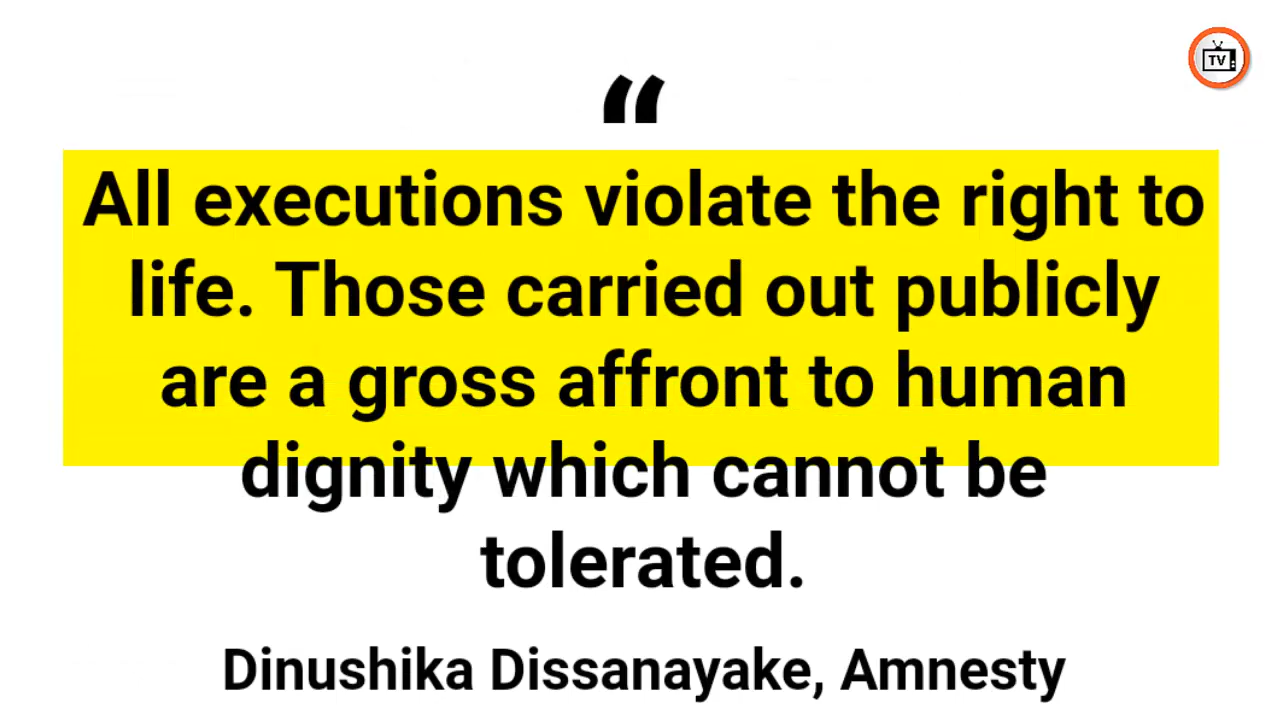 TV
“
All executions violate the right to
life. Those carried out publicly
are a gross affront to human
dignity which cannot be
tolerated.
Dinushika Dissanayake, Amnesty